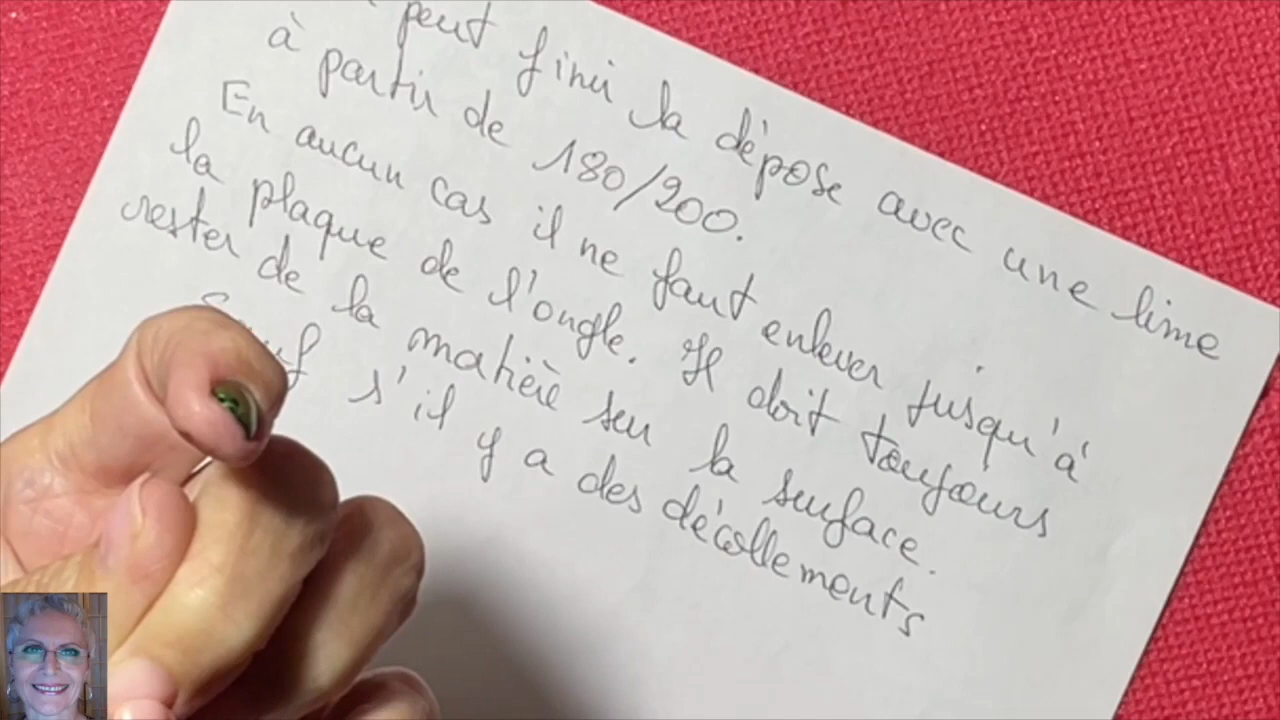 peut finir la dépose avec une lime
à partir de 180/200.
En aucun cas il ne faut enlever jusqu'à
la plaque de l'ongle. Il doit toujours
rester de la matière sur la surface.
Sauf s'il y a des décollements